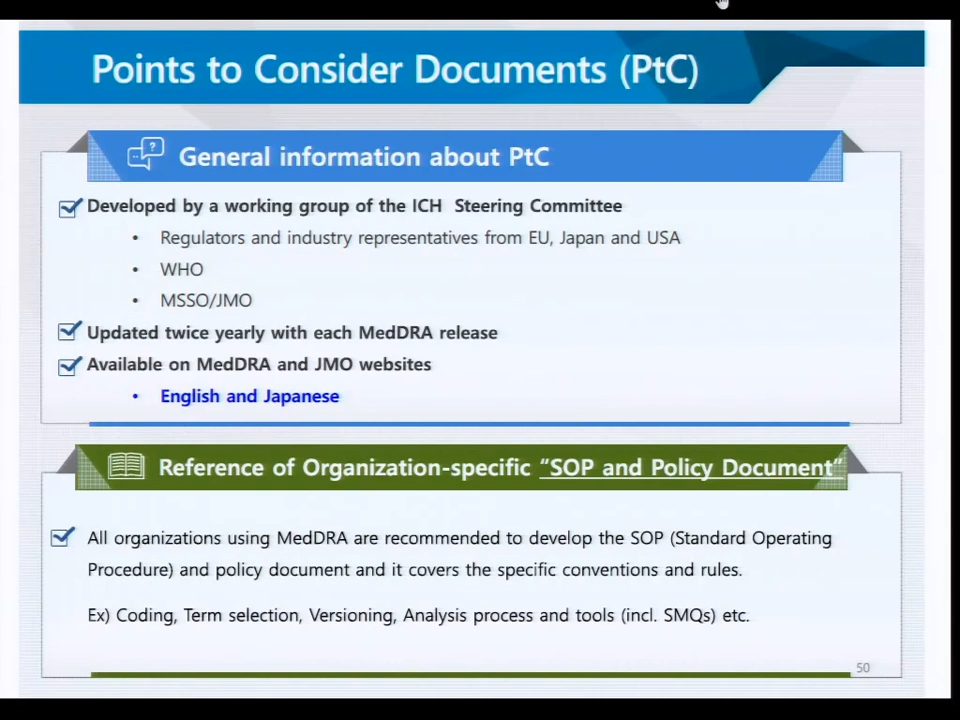 Points to Consider Documents (PtC)
General information about PtC
Developed by a working group of the ICH Steering Committee
• Regulators and industry representatives from EU, Japan and USA
• WHO
• MSSO/JMO
Updated twice yearly with each MedDRA release
Available on MedDRA and JMO websites
• English and Japanese
Reference of Organization-specific “SOP and Policy Document”
All organizations using MedDRA are recommended to develop the SOP (Standard Operating
Procedure) and policy document and it covers the specific conventions and rules.
Ex) Coding, Term selection, Versioning, Analysis process and tools (incl. SMQs) etc.
50